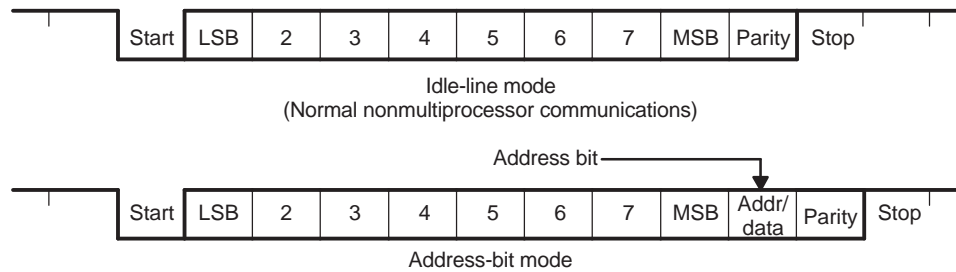 Start LSB 2 3 4 5 6 7 MSB Parity Stop
Idle-line mode
(Normal nonmultiprocessor communications)
Address bit
Start LSB 2 3 4 5 6 7 MSB Addr/
data Parity Stop
Address-bit mode